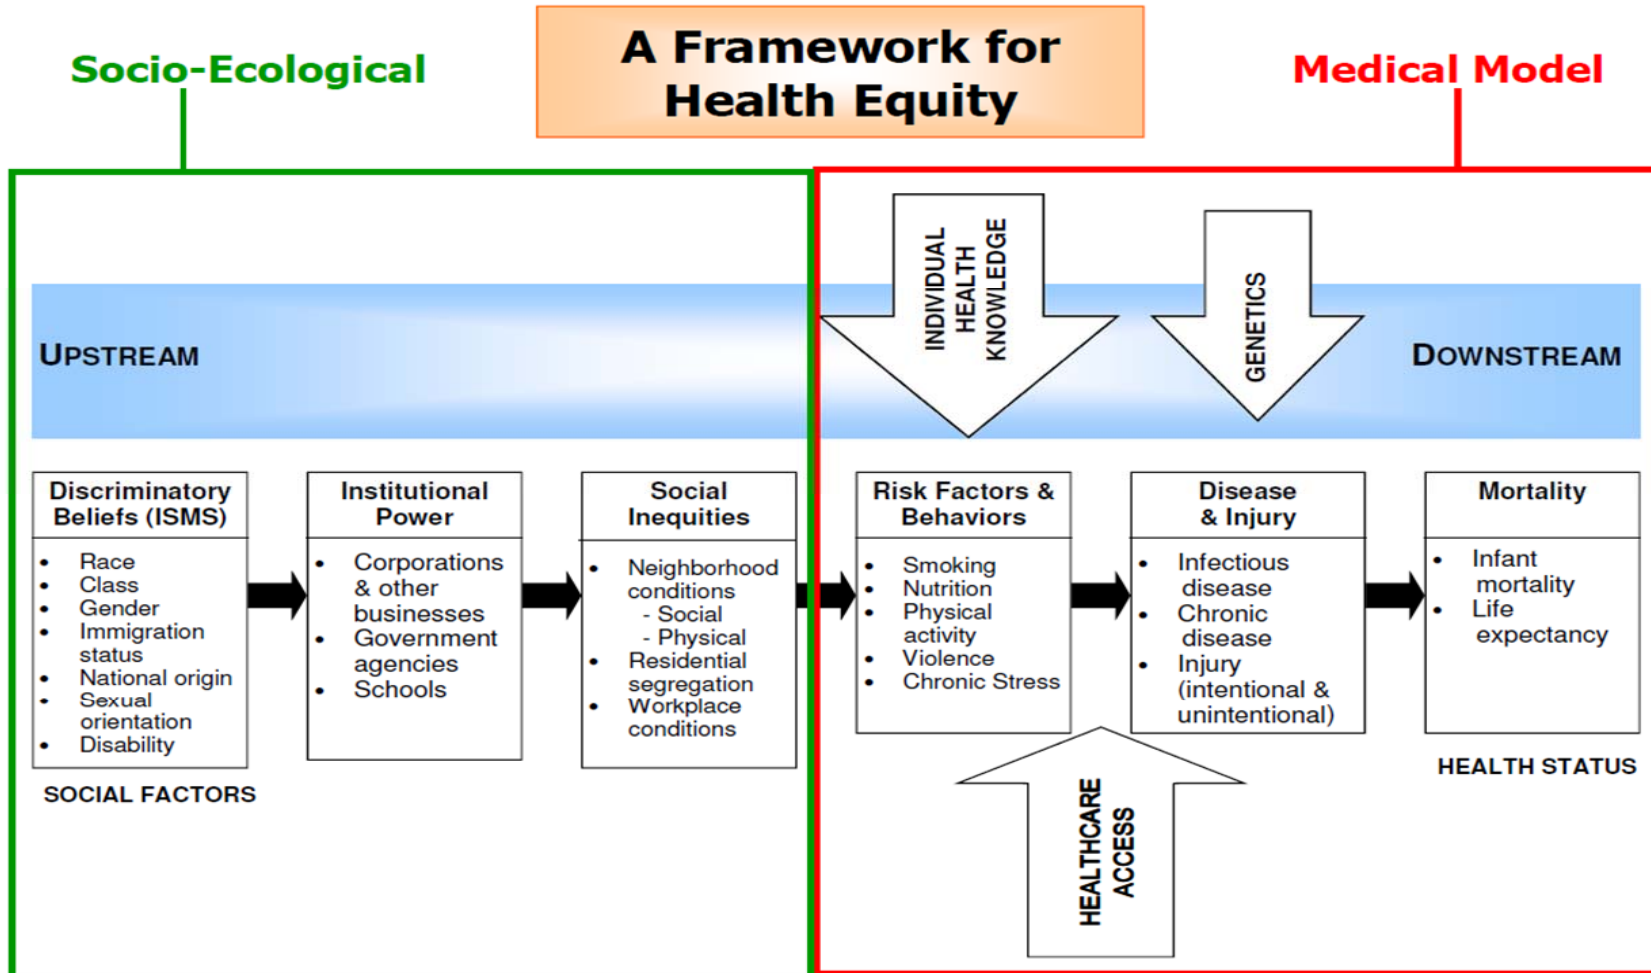 A Framework for
Health Equity
Socio-Ecological
Medical Model
UPSTREAM
INDIVIDUAL
HEALTH
KNOWLEDGE
GENETICS
DOWNSTREAM
Discriminatory
Beliefs (ISMS)
• Race
• Class
• Gender
• Immigration
status
• National origin
• Sexual
orientation
• Disability
SOCIAL FACTORS
Institutional
Power
• Corporations
& other
businesses
• Government
agencies
• Schools
Social
Inequities
• Neighborhood
conditions
- Social
- Physical
• Residential
segregation
• Workplace
conditions
Risk Factors &
Behaviors
• Smoking
• Nutrition
• Physical
activity
• Violence
• Chronic Stress
Disease
& Injury
• Infectious
disease
• Chronic
disease
• Injury
(intentional &
unintentional)
Mortality
• Infant
mortality
• Life
expectancy
HEALTH STATUS
HEALTHCARE
ACCESS